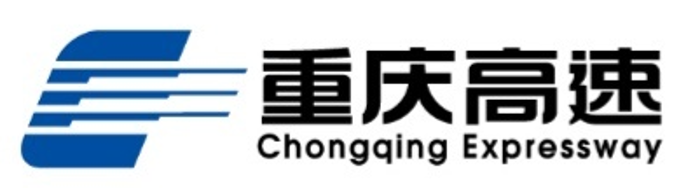 重庆高速
Chongqing Expressway